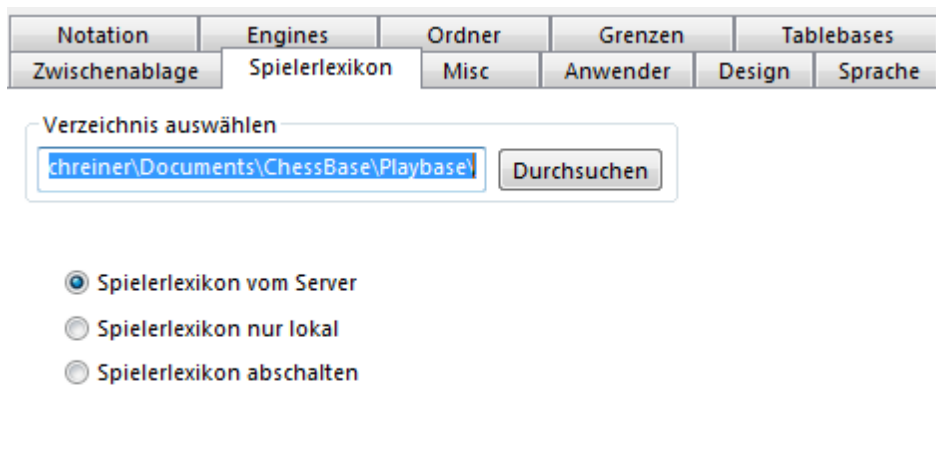 Notation Engines Ordner Grenzen Tablebases
Zwischenablage Spielerlexikon Misc Anwender Design Sprache
Verzeichnis auswählen
chreiner\Documents\ChessBase\Playbase\ Durchsuchen
Spielerlexikon vom Server
Spielerlexikon nur lokal
Spielerlexikon abschalten